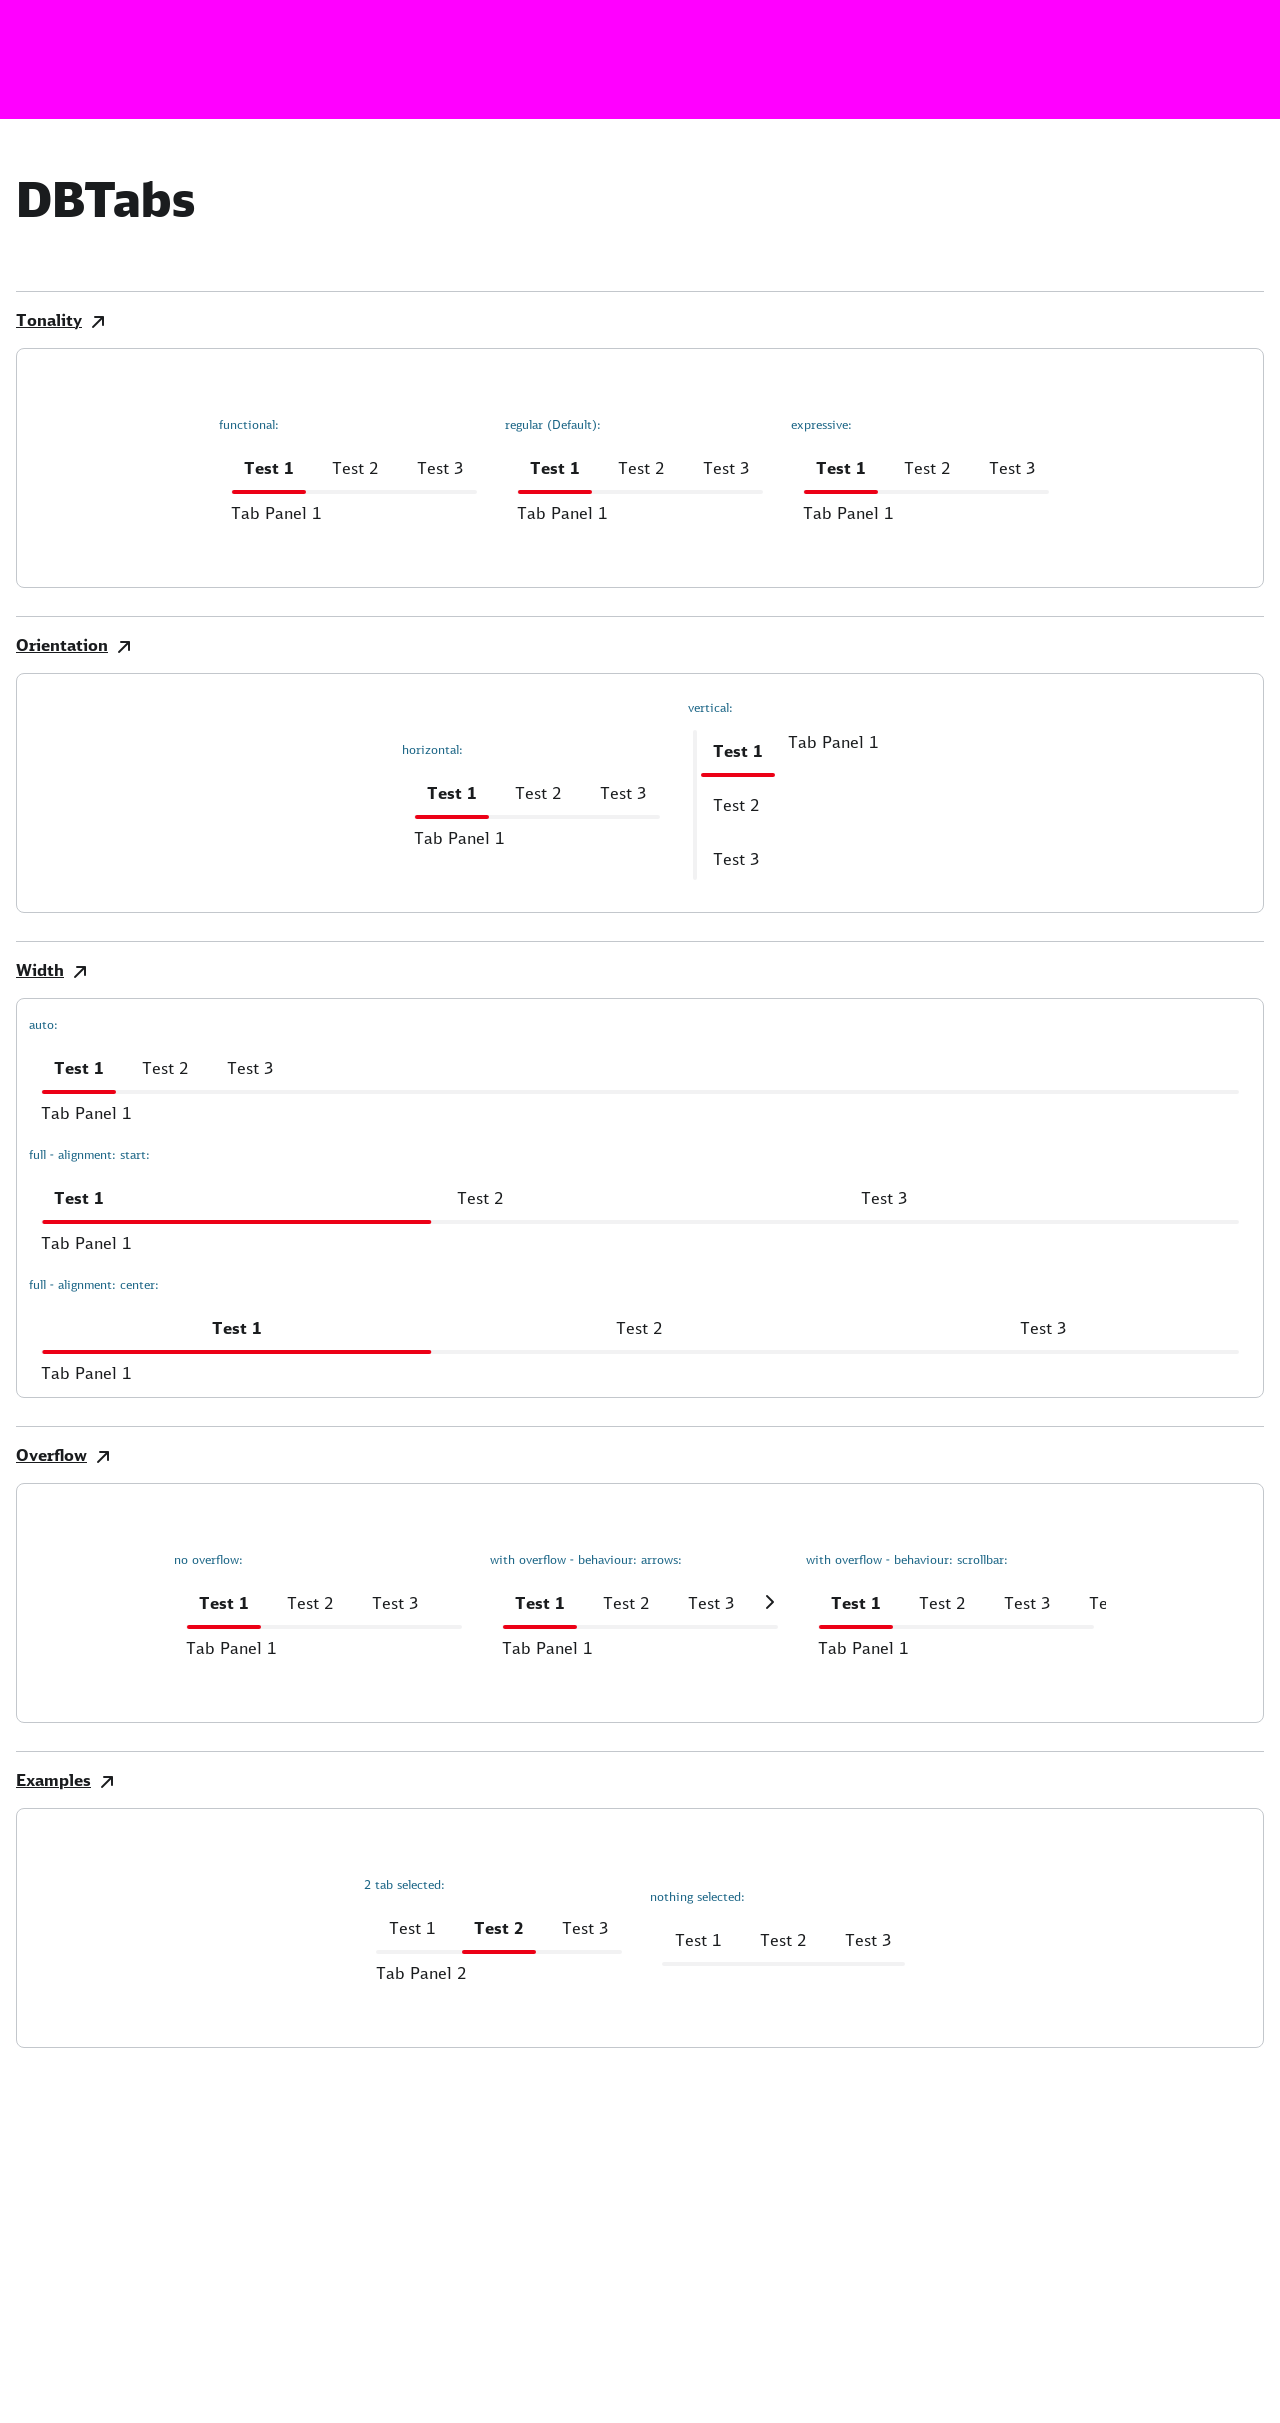 DBTabs
Tonality
functional:
Test 1 Test 2 Test 3
Tab Panel 1
regular (Default):
Test 1 Test 2 Test 3
Tab Panel 1
expressive:
Test 1 Test 2 Test 3
Tab Panel 1
Orientation
horizontal:
Test 1 Test 2 Test 3
Tab Panel 1
vertical:
Test 1
Test 2
Test 3
Tab Panel 1
Width
auto:
Test 1 Test 2 Test 3
Tab Panel 1
full - alignment: start:
Test 1 Test 2 Test 3
Tab Panel 1
full - alignment: center:
Test 1 Test 2 Test 3
Tab Panel 1
Overflow
no overflow:
Test 1 Test 2 Test 3
Tab Panel 1
with overflow - behaviour: arrows:
Test 1 Test 2 Test 3
Tab Panel 1
with overflow - behaviour: scrollbar:
Test 1 Test 2 Test 3 Te
Tab Panel 1
Examples
2 tab selected:
Test 1 Test 2 Test 3
Tab Panel 2
nothing selected:
Test 1 Test 2 Test 3